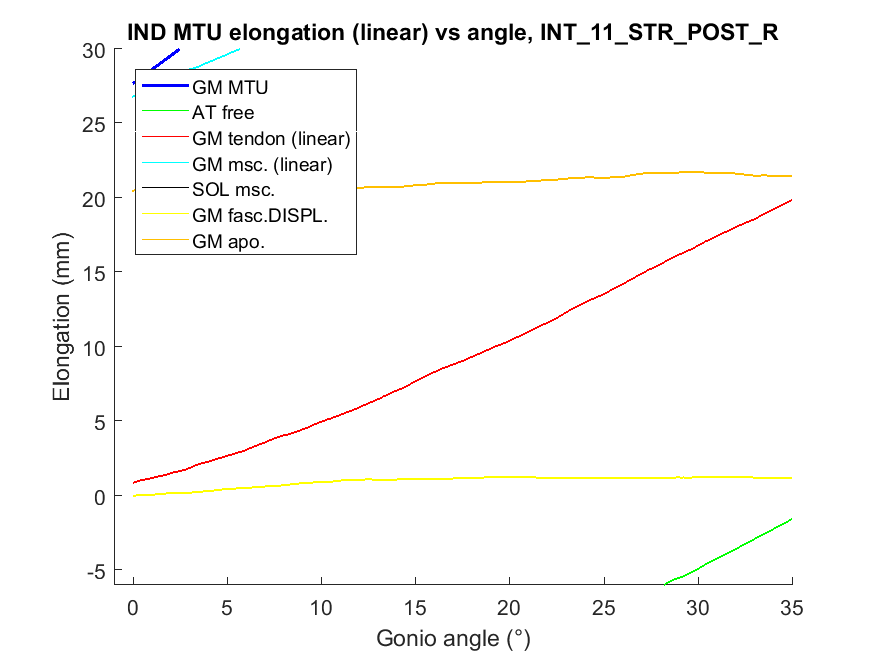 IND MTU elongation (linear) vs angle, INT_11_STR_POST_R
30
25
20
15
10
5
0
-5
Elongation (mm)
GM MTU
AT free
GM tendon (linear)
GM msc. (linear)
SOL msc.
GM fasc.DISPL.
GM apo.
0 5 10 15 20 25 30 35
Gonio angle (°)